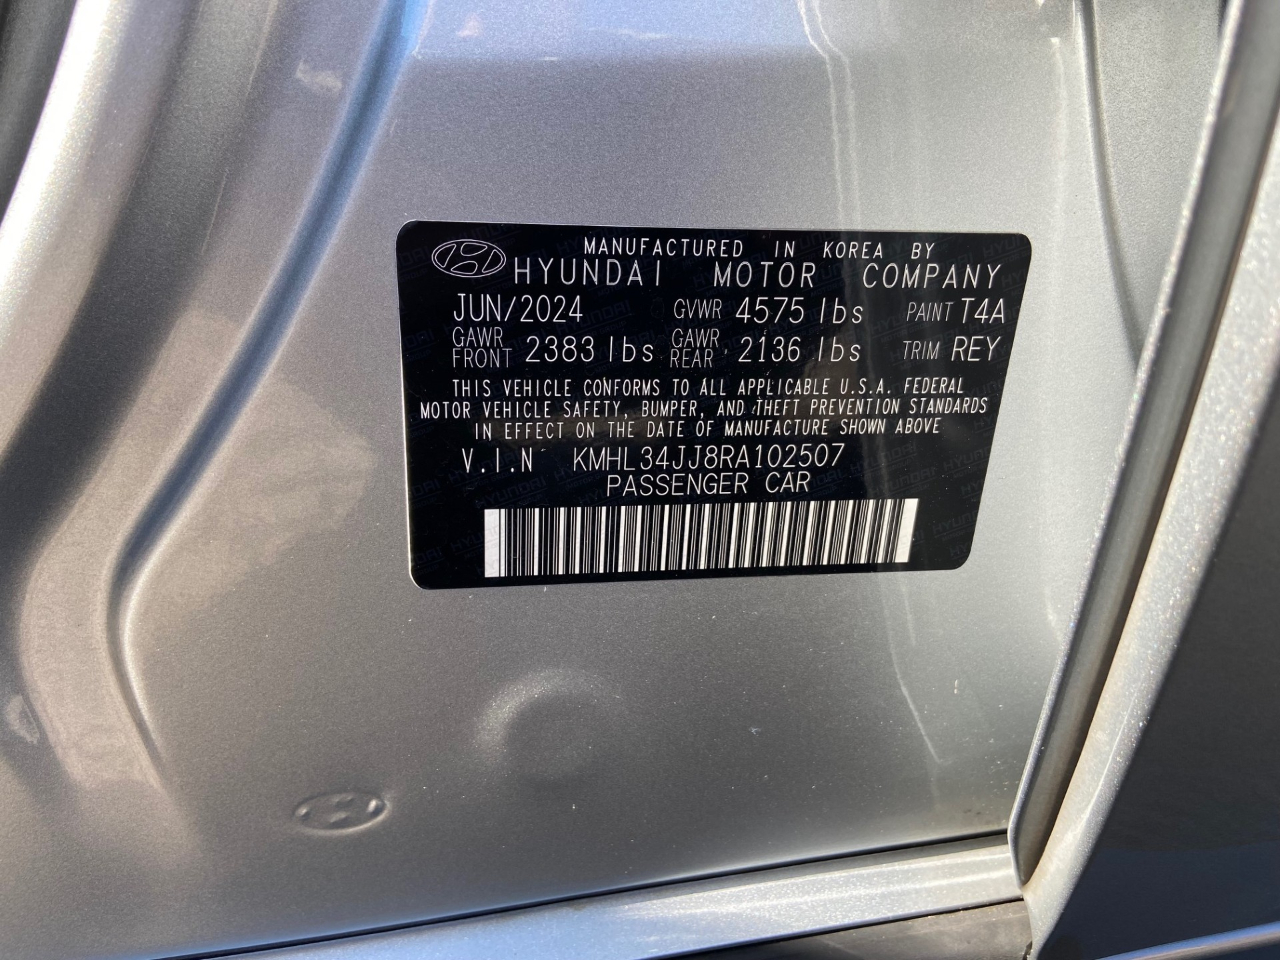 MANUFACTURED IN KOREA BY
HYUNDAI MOTOR COMPANY
JUN/2024 GVWR 4575 lbs PAINT T4A
GAWR FRONT 2383 lbs GAWR REAR 2136 lbs TRIM REY
THIS VEHICLE CONFORMS TO ALL APPLICABLE U.S.A. FEDERAL
MOTOR VEHICLE SAFETY, BUMPER, AND THEFT PREVENTION STANDARDS
IN EFFECT ON THE DATE OF MANUFACTURE SHOWN ABOVE
V.I.N KMHL34JJ8RA102507
PASSENGER CAR